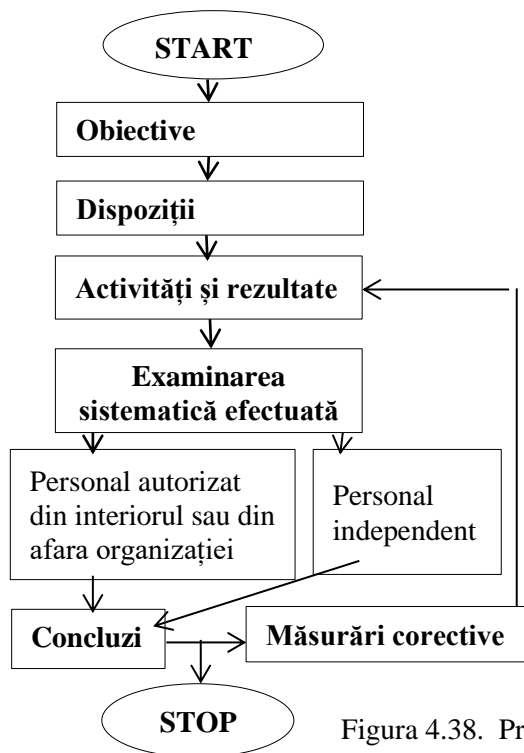 START
Obiective
Dispoziții
Activități și rezultate
Examinarea
sistematică efectuată
Personal autorizat
din interiorul sau din
afara organizației
Personal
independent
Concluzi
Măsurări corective
STOP
Figura 4.38. Pr